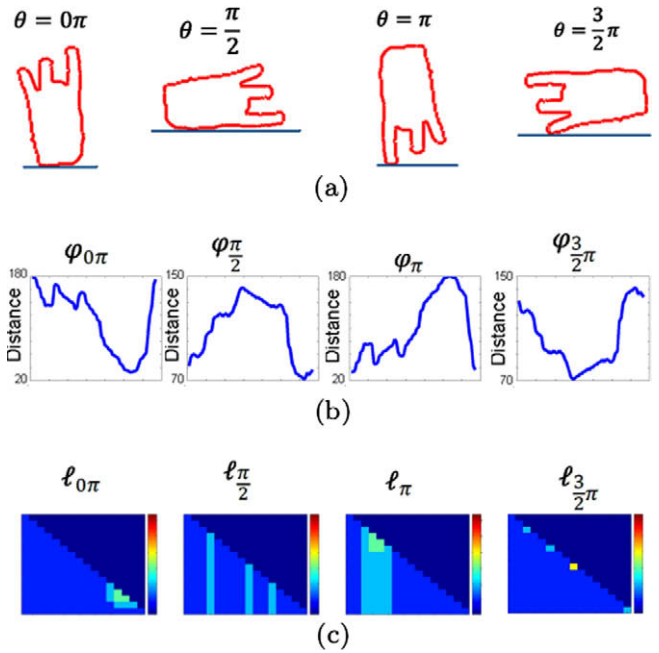 θ = 0π θ = π/2 θ = π θ = 3/2 π
(a)
φ0π φπ/2 φπ φ3/2π
180 150 180 150
Distance Distance Distance Distance
20 70 20 70
(b)
ℓ0π ℓπ/2 ℓπ ℓ3/2π
(c)